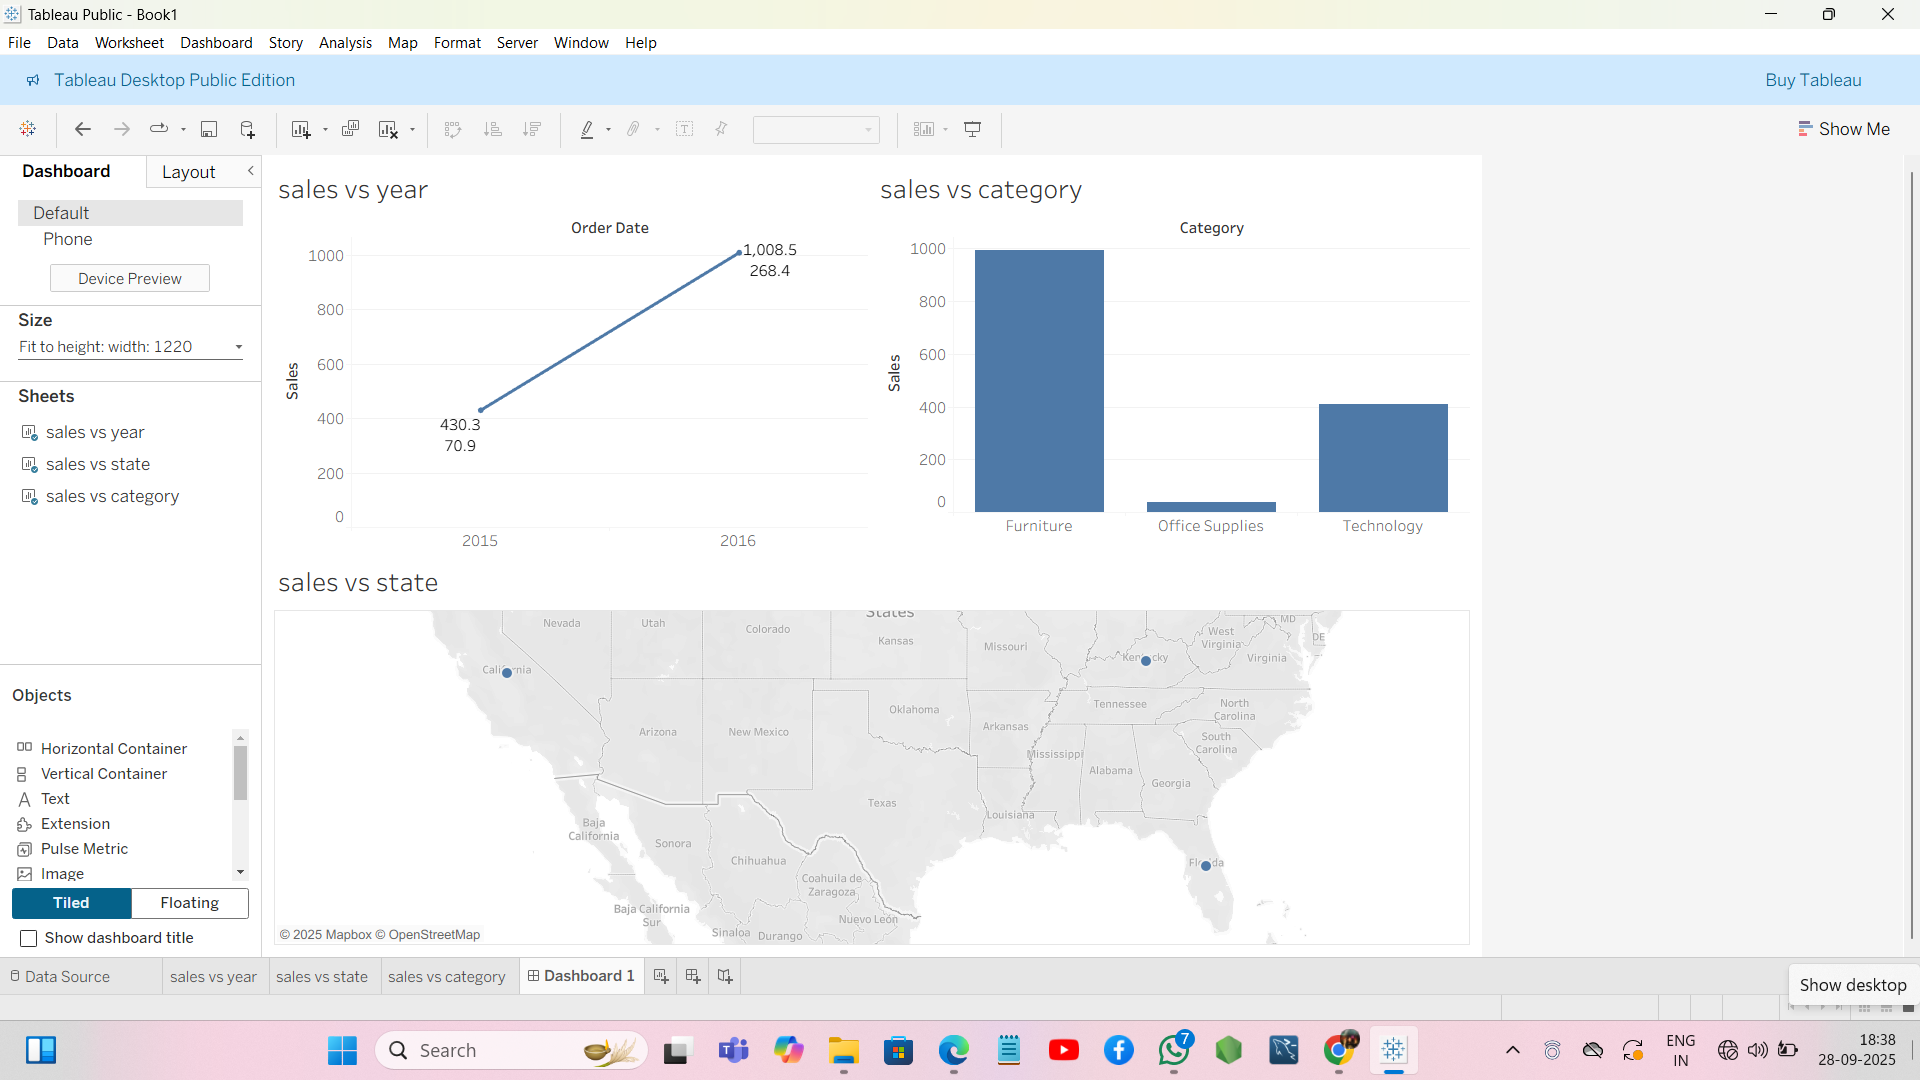 Tableau Public - Book1
File Data Worksheet Dashboard Story Analysis Map Format Server Window Help
Tableau Desktop Public Edition
Buy Tableau
Show Me
Dashboard
Layout
Default
Phone
Device Preview
Size
Fit to height: width: 1220
Sheets
sales vs year
sales vs state
sales vs category
Objects
Horizontal Container
Vertical Container
Text
Extension
Pulse Metric
Image
Tiled
Floating
Show dashboard title
sales vs year
Order Date
1000
800
600
400
200
0
Sales
1,008.5
268.4
430.3
70.9
2015
2016
sales vs category
Category
1000
800
600
400
200
0
Sales
Furniture
Office Supplies
Technology
sales vs state
States
Nevada
Utah
Colorado
Kansas
Missouri
West
Virginia
MD
DE
Virginia
California
Kentucky
Arizona
New Mexico
Oklahoma
Arkansas
Tennessee
North
Carolina
South
Carolina
Mississippi
Alabama
Georgia
Texas
Louisiana
Florida
Baja
California
Sonora
Chihuahua
Coahuila de
Zaragoza
Baja California
Sur
Nuevo León
Sinaloa
Durango
© 2025 Mapbox © OpenStreetMap
Data Source
sales vs year
sales vs state
sales vs category
Dashboard 1
Show desktop
Search
7
ENG
IN
18:38
28-09-2025